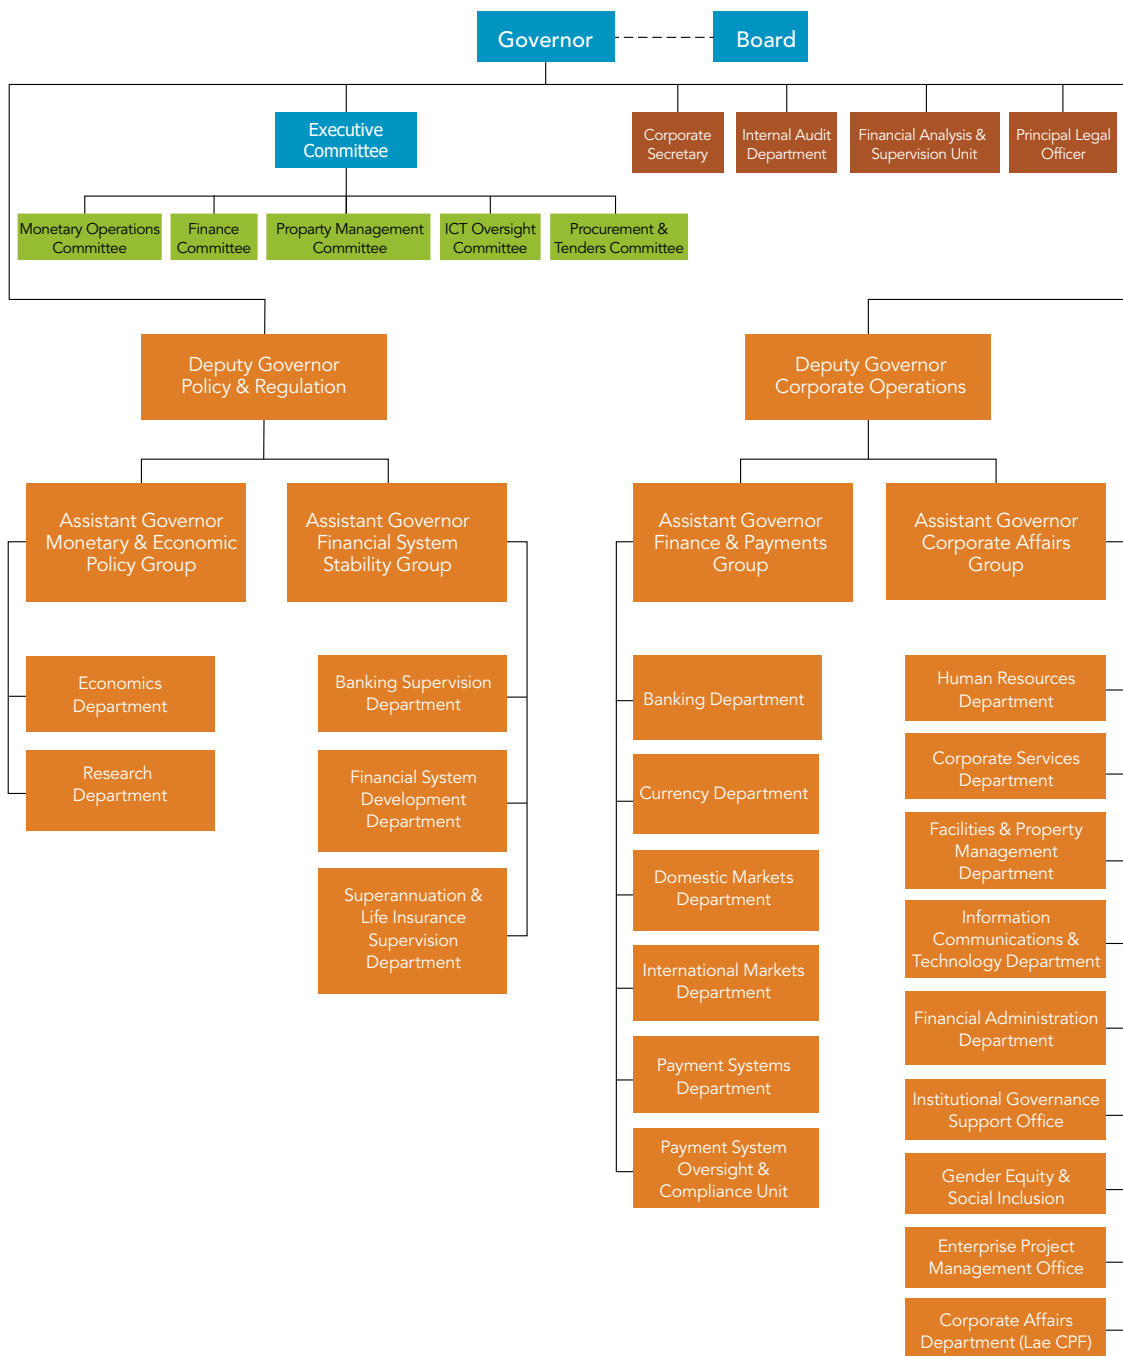 Governor
Board
Executive
Committee
Corporate
Secretary
Internal Audit
Department
Financial Analysis &
Supervision Unit
Principal Legal
Officer
Monetary Operations
Committee
Finance
Committee
Proparty Management
Committee
ICT Oversight
Committee
Procurement &
Tenders Committee
Deputy Governor
Policy & Regulation
Deputy Governor
Corporate Operations
Assistant Governor
Monetary & Economic
Policy Group
Assistant Governor
Financial System
Stability Group
Assistant Governor
Finance & Payments
Group
Assistant Governor
Corporate Affairs
Group
Economics
Department
Research
Department
Banking Supervision
Department
Financial System
Development
Department
Superannuation &
Life Insurance
Supervision
Department
Banking Department
Currency Department
Domestic Markets
Department
International Markets
Department
Payment Systems
Department
Payment System
Oversight &
Compliance Unit
Human Resources
Department
Corporate Services
Department
Facilities & Property
Management
Department
Information
Communications &
Technology Department
Financial Administration
Department
Institutional Governance
Support Office
Gender Equity &
Social Inclusion
Enterprise Project
Management Office
Corporate Affairs
Department (Lae CPF)